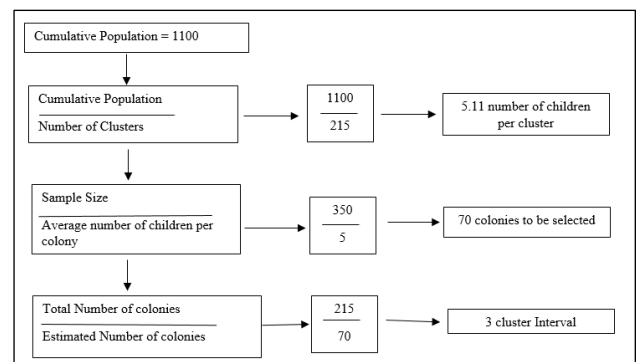 Cumulative Population = 1100
Cumulative Population
Number of Clusters
1100
215
5.11 number of children
per cluster
Sample Size
Average number of children per
colony
350
5
70 colonies to be selected
Total Number of colonies
Estimated Number of colonies
215
70
3 cluster Interval